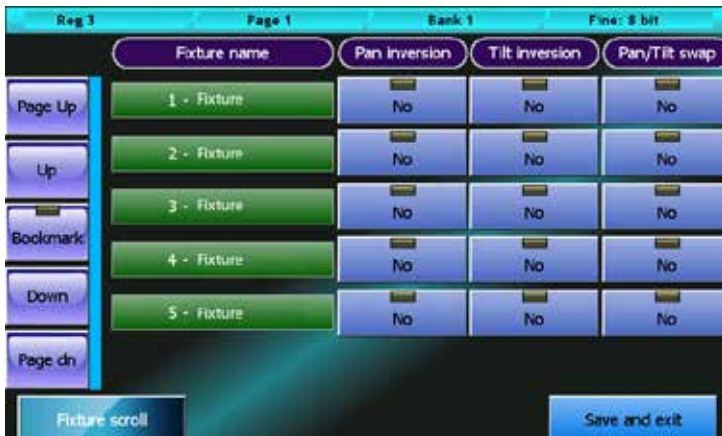 Reg 3 Page 1 Bank 1 Fine: 8 bit
Fixture name Pan inversion Tilt inversion Pan/Tilt swap
Page Up 1 - Fixture No No No
Up 2 - Fixture No No No
Bookmark 3 - Fixture No No No
4 - Fixture No No No
Down 5 - Fixture No No No
Page dn
Fixture scroll Save and exit